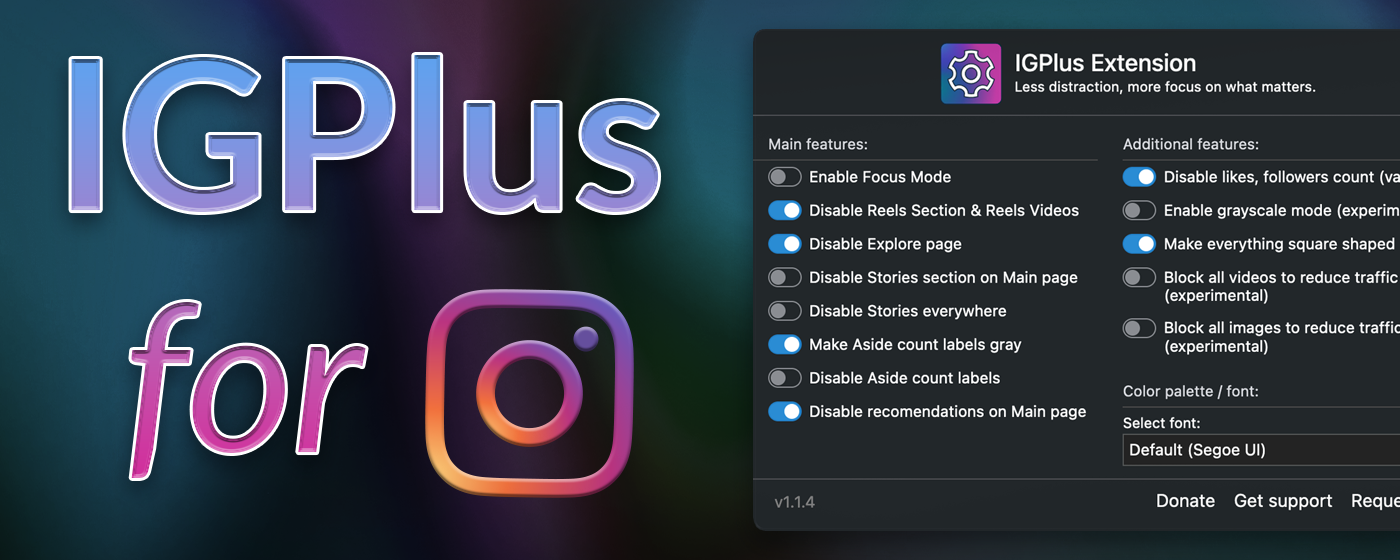 IGPlus
for
IGPlus Extension
Less distraction, more focus on what matters.
Main features:
Enable Focus Mode
Disable Reels Section & Reels Videos
Disable Explore page
Disable Stories section on Main page
Disable Stories everywhere
Make Aside count labels gray
Disable Aside count labels
Disable recomendations on Main page
Additional features:
Disable likes, followers count (va
Enable grayscale mode (experim
Make everything square shaped
Block all videos to reduce traffic
(experimental)
Block all images to reduce traffic
(experimental)
Color palette / font:
Select font:
Default (Segoe UI)
v1.1.4
Donate Get support Reque